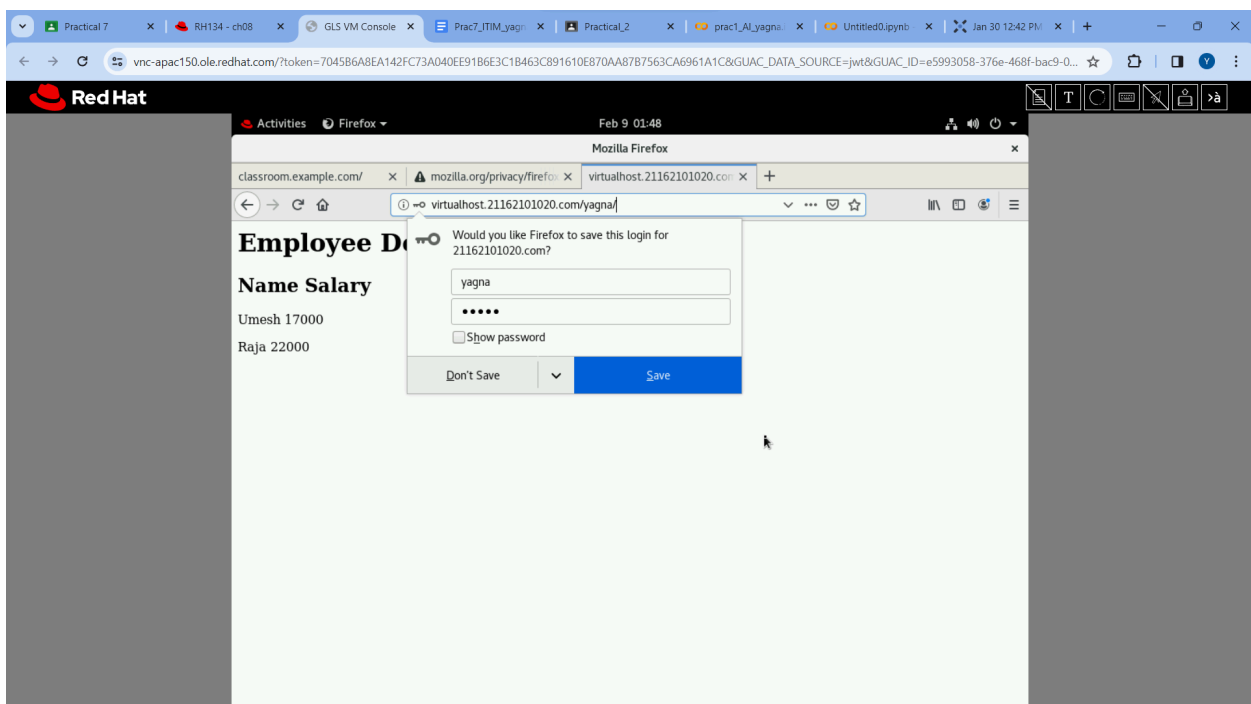 Practical 7
RH134 - ch08
GLS VM Console
Prac7_ITIM_yagn
Practical_2
prac1_AI_yagna.
Untitled0.ipynb
Jan 30 12:42 PM
vnc-apac150.ole.redhat.com/?token=7045B6A8EA142FC73A040EE91B6E3C1B463C891610E870AA87B7563CA6961A1C&GUAC_DATA_SOURCE=jwt&GUAC_ID=e5993058-376e-468f-bac9-0...
Y
Red Hat
T
>à
Activities
Firefox
Feb 9 01:48
Mozilla Firefox
classroom.example.com/
mozilla.org/privacy/firefo
virtualhost.21162101020.com
virtualhost.21162101020.com/yagna/
Employee De
Name Salary
Umesh 17000
Raja 22000
Would you like Firefox to save this login for
21162101020.com?
yagna
•••••
Show password
Don't Save
Save